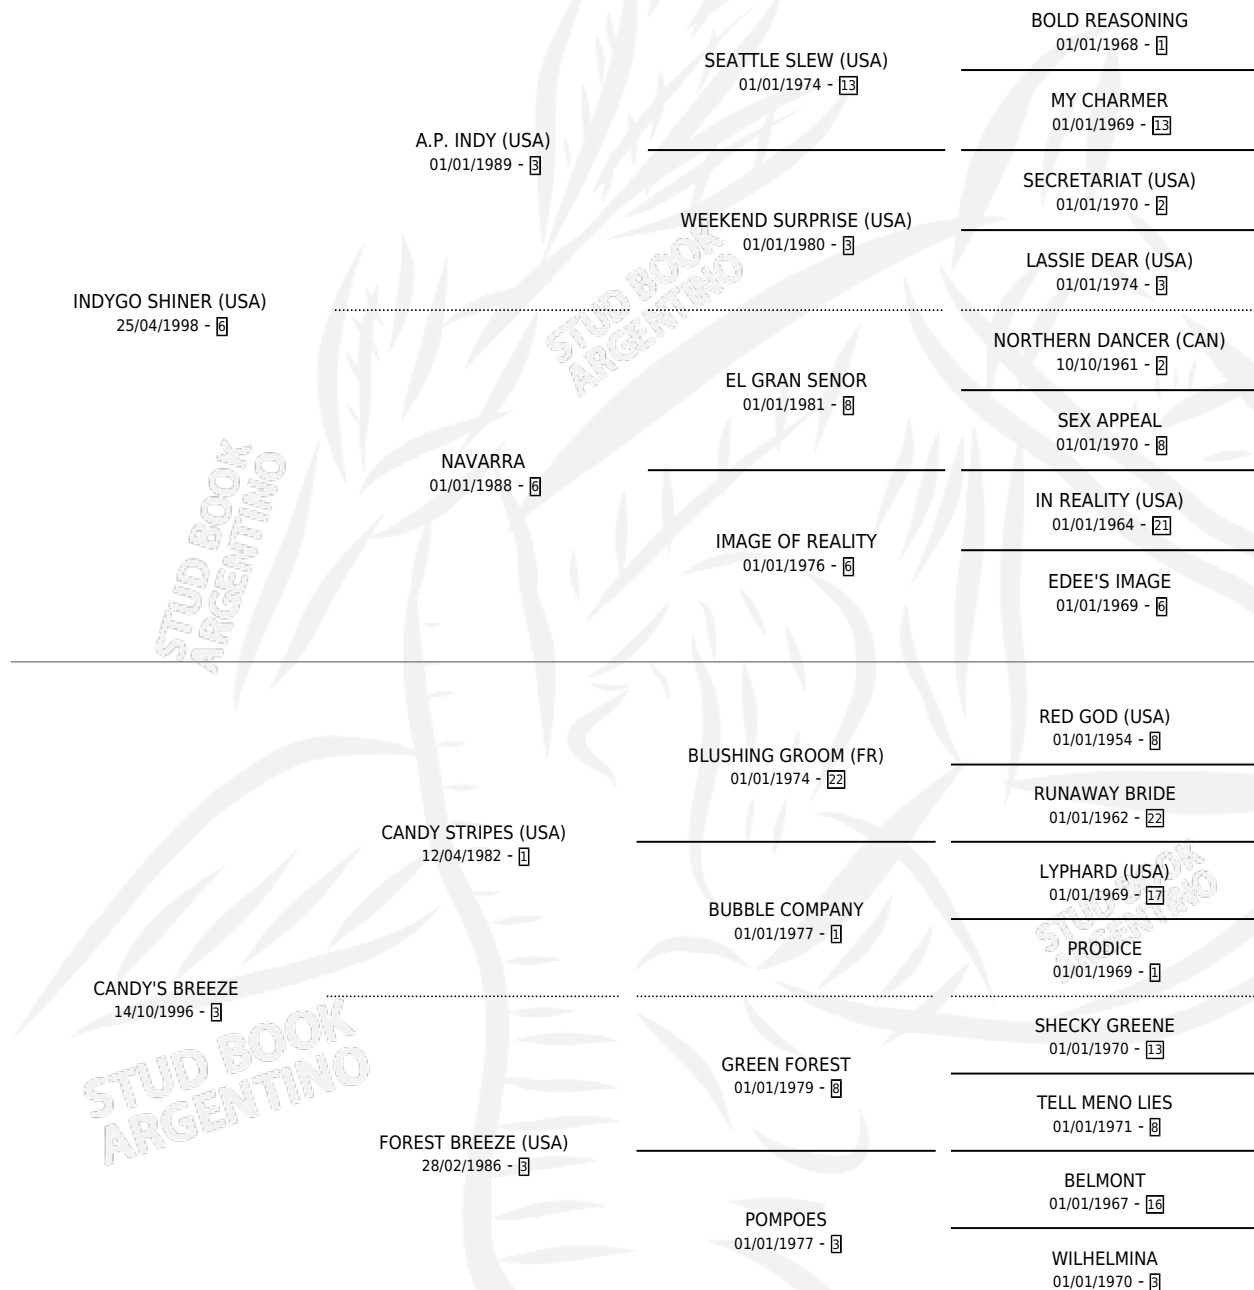 BOLD REASONING
01/01/1968 - 1
SEATTLE SLEW (USA)
01/01/1974 - 13
MY CHARMER
01/01/1969 - 13
A.P. INDY (USA)
01/01/1989 - 3
SECRETARIAT (USA)
01/01/1970 - 2
WEEKEND SURPRISE (USA)
01/01/1980 - 3
LASSIE DEAR (USA)
01/01/1974 - 3
INDYGO SHINER (USA)
25/04/1998 - 6
NORTHERN DANCER (CAN)
10/10/1961 - 2
EL GRAN SENOR
01/01/1981 - 8
SEX APPEAL
01/01/1970 - 8
NAVARRA
01/01/1988 - 6
IN REALITY (USA)
01/01/1964 - 21
IMAGE OF REALITY
01/01/1976 - 6
EDEE'S IMAGE
01/01/1969 - 6
RED GOD (USA)
01/01/1954 - 8
BLUSHING GROOM (FR)
01/01/1974 - 22
RUNAWAY BRIDE
01/01/1962 - 22
CANDY STRIPES (USA)
12/04/1982 - 1
LYPHARD (USA)
01/01/1969 - 17
BUBBLE COMPANY
01/01/1977 - 1
PRODICE
01/01/1969 - 1
CANDY'S BREEZE
14/10/1996 - 3
SHECKY GREENE
01/01/1970 - 13
GREEN FOREST
01/01/1979 - 8
TELL MENO LIES
01/01/1971 - 8
FOREST BREEZE (USA)
28/02/1986 - 3
BELMONT
01/01/1967 - 16
POMPOES
01/01/1977 - 3
WILHELMINA
01/01/1970 - 3
STUD BOOK
ARGENTINO
STUD BOOK
ARGENTINO
STUD BOOK
ARGENTINO
STUD BOOK
ARGENTINO